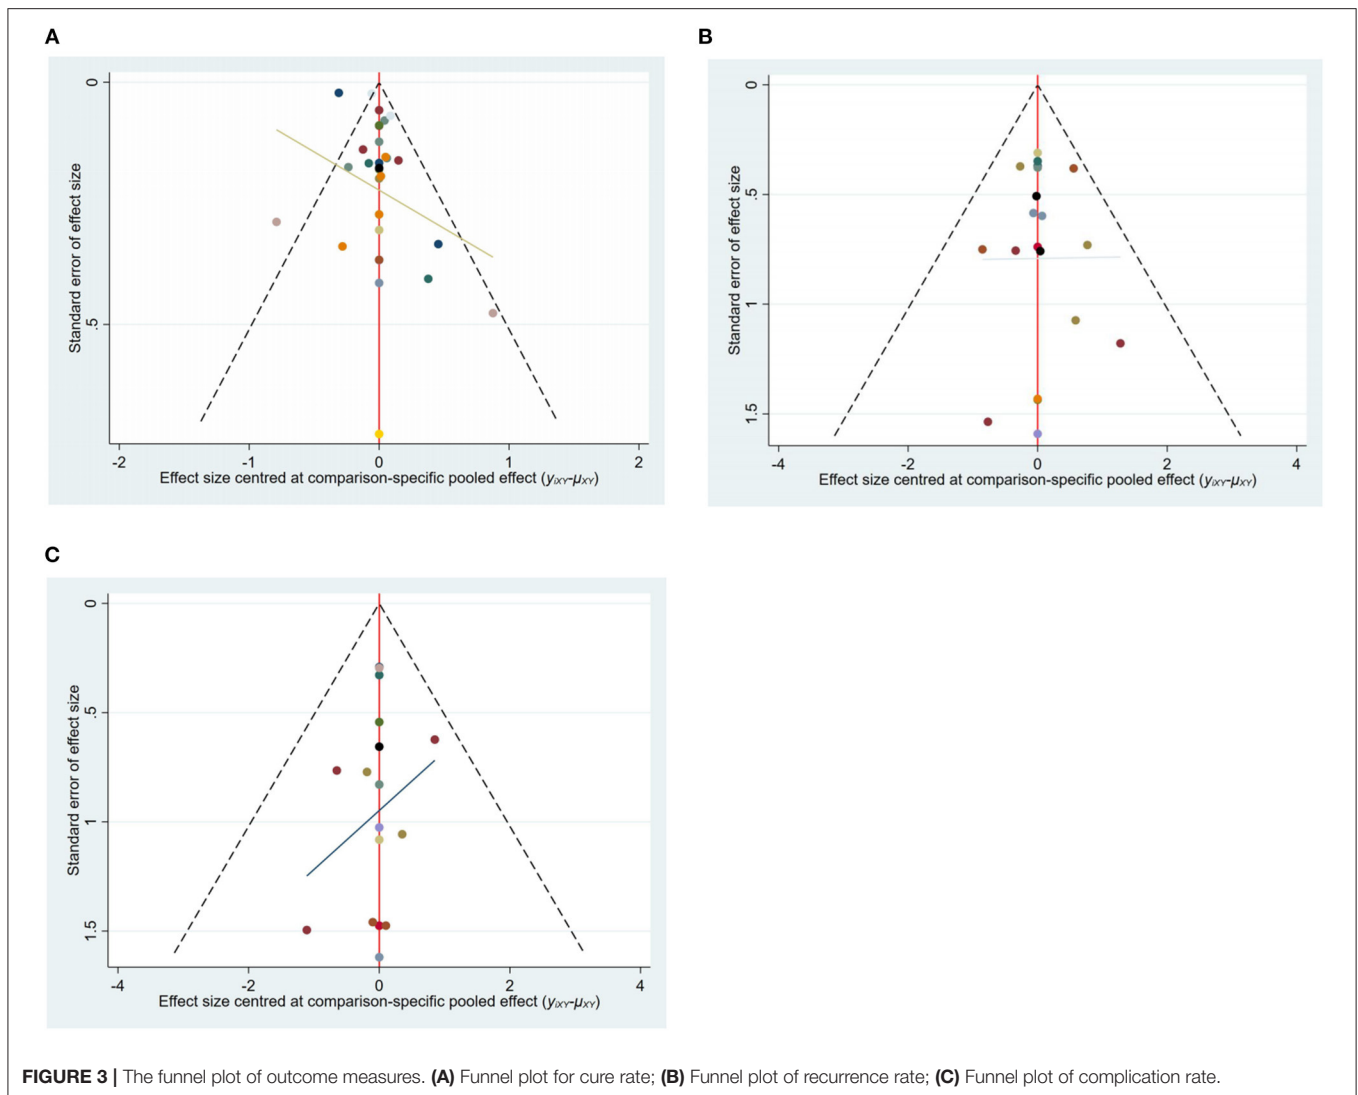 A
0
.5
Standard error of effect size
-2 -1 0 1 2
Effect size centred at comparison-specific pooled effect (yiXY-μXY)
B
0
.5
1
1.5
Standard error of effect size
-4 -2 0 2 4
Effect size centred at comparison-specific pooled effect (yiXY-μXY)
C
0
.5
1
1.5
Standard error of effect size
-4 -2 0 2 4
Effect size centred at comparison-specific pooled effect (yiXY-μXY)
FIGURE 3 | The funnel plot of outcome measures. (A) Funnel plot for cure rate; (B) Funnel plot of recurrence rate; (C) Funnel plot of complication rate.